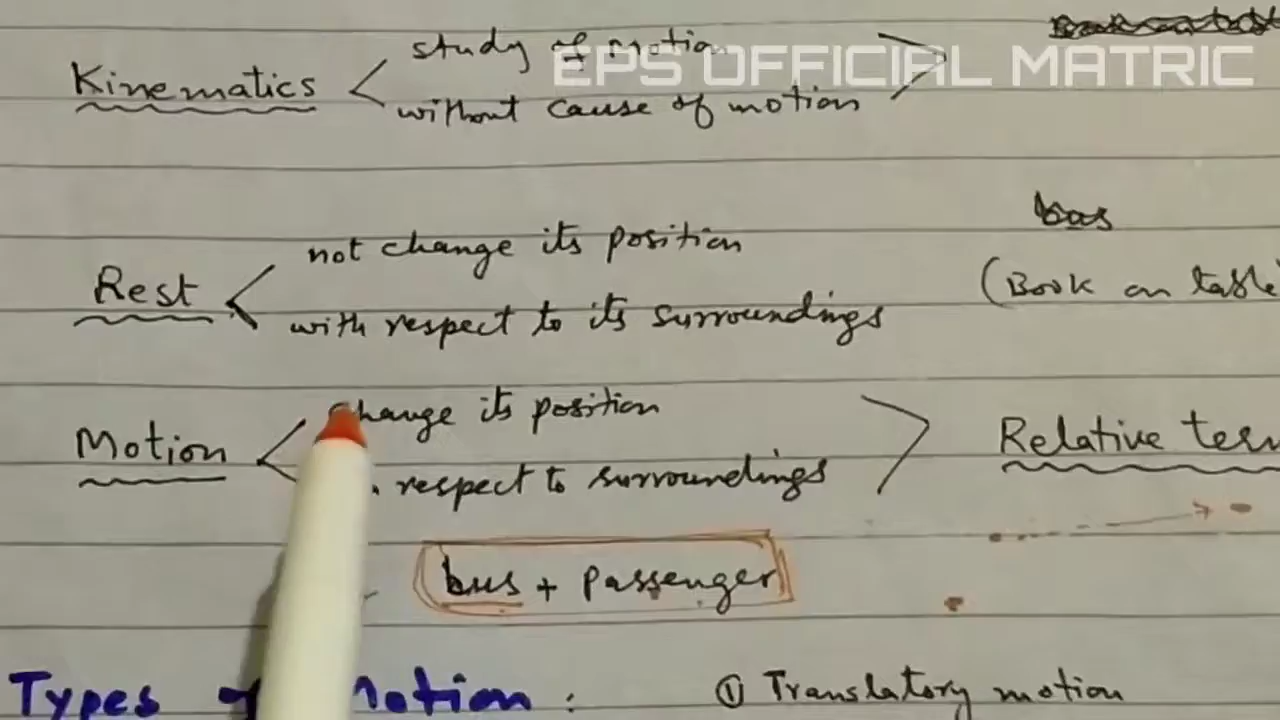 study of motion
EPS OFFICIAL MATRIC
Kinematics
without cause of motion
bus
not change its position
Rest
(Book on table
with respect to its surroundings
change its position
Motion
Relative term
respect to surroundings
bus + passenger
Types of Motion :
① Translatory motion